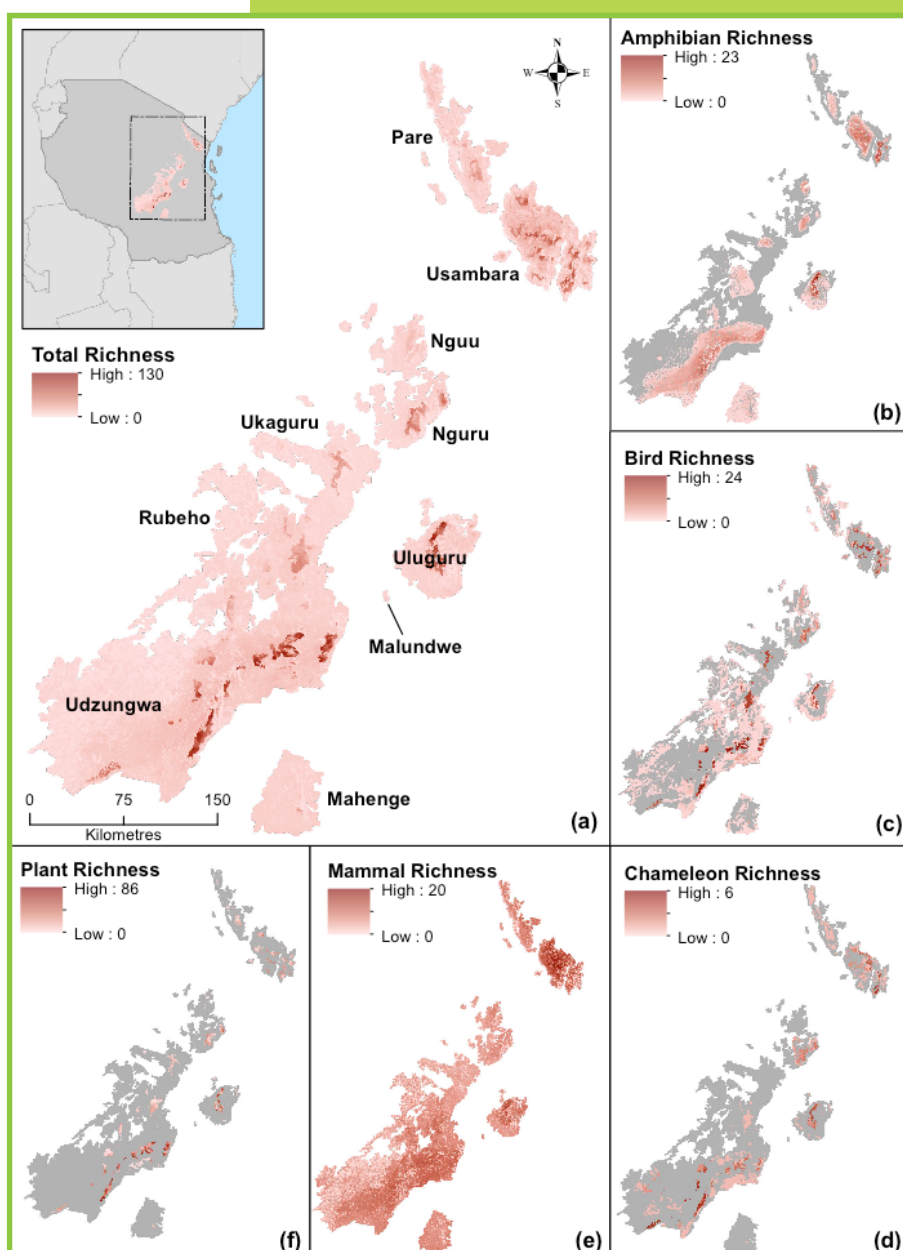 N
W E
S
Pare
Usambara
Total Richness
High : 130
Low : 0
Nguu
Ukaguru
Nguru
Rubeho
Uluguru
Malundwe
Udzungwa
Mahenge
0 75 150
Kilometres
(a)
Amphibian Richness
High : 23
Low : 0
(b)
Bird Richness
High : 24
Low : 0
(c)
Plant Richness
High : 86
Low : 0
(f)
Mammal Richness
High : 20
Low : 0
(e)
Chameleon Richness
High : 6
Low : 0
(d)